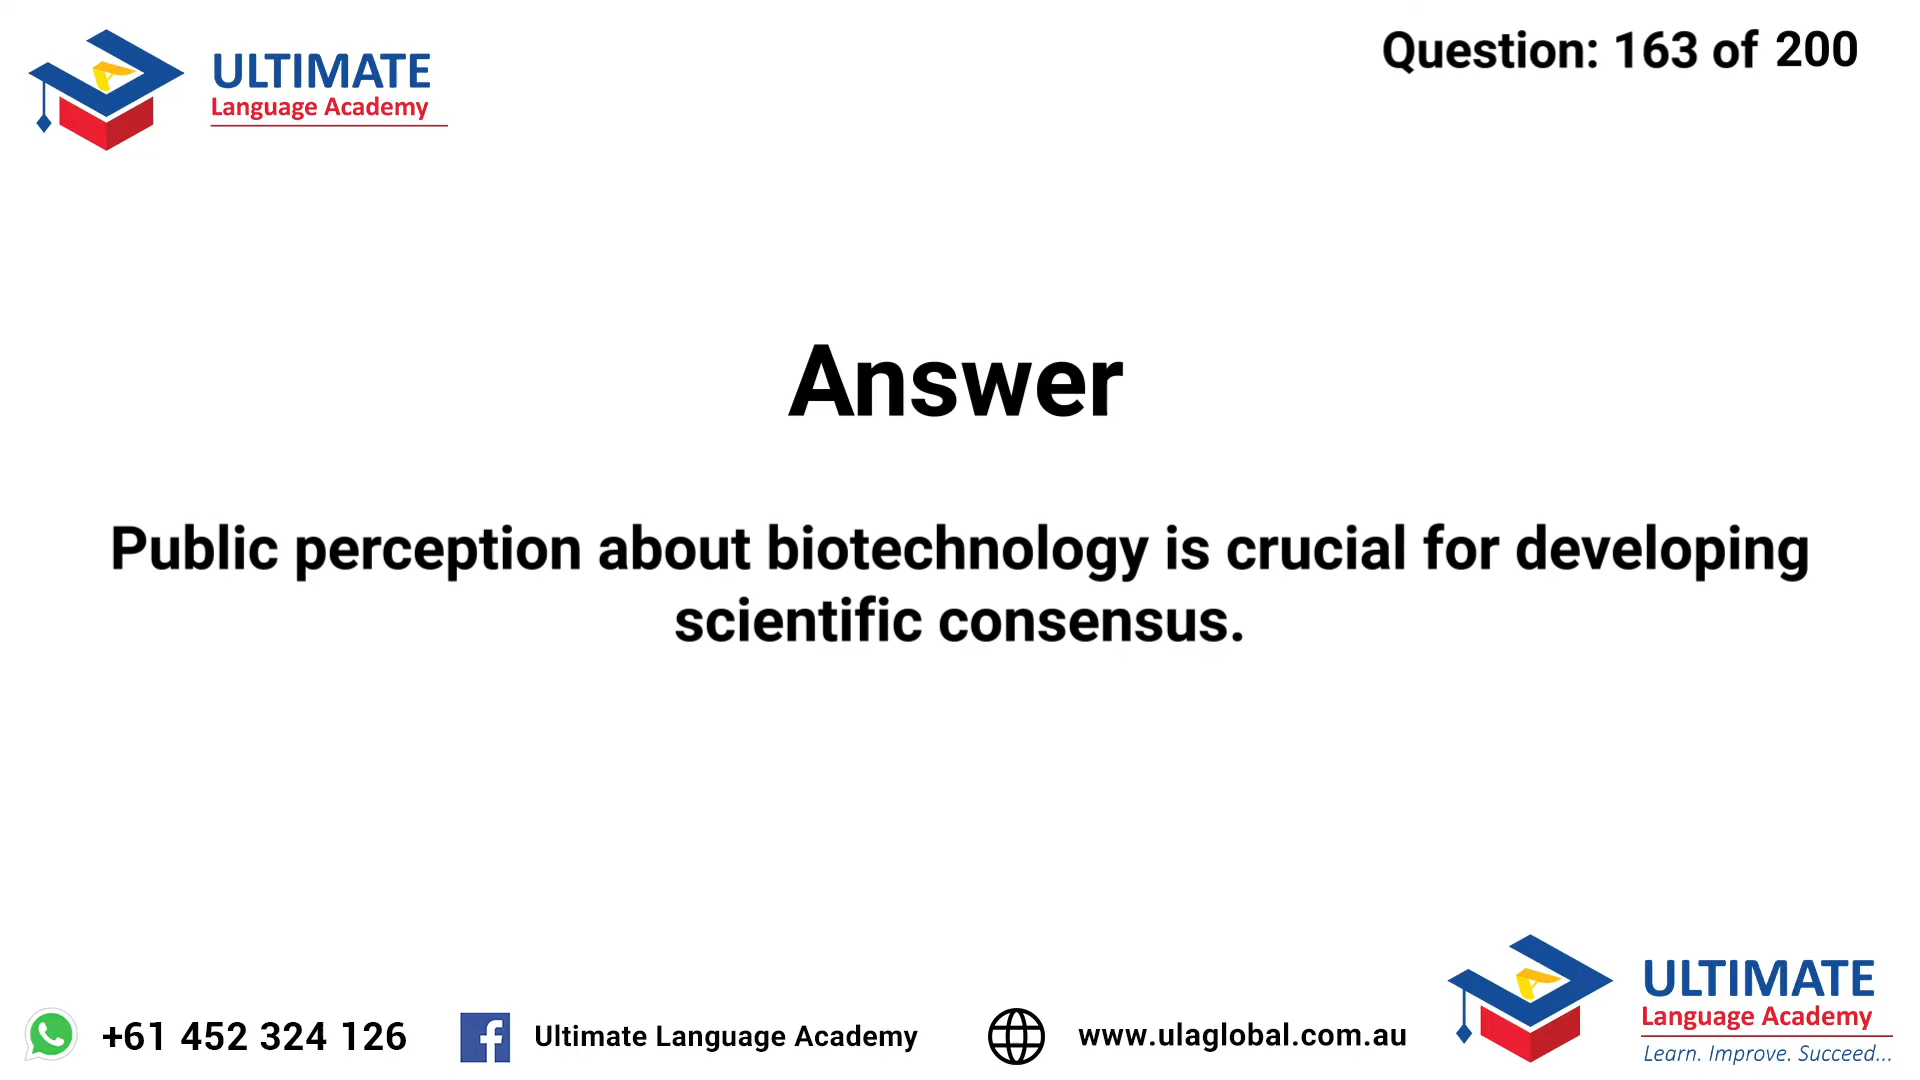 ULTIMATE
Language Academy
Question: 163 of 200
Answer
Public perception about biotechnology is crucial for developing
scientific consensus.
+61 452 324 126
Ultimate Language Academy
www.ulaglobal.com.au
ULTIMATE
Language Academy
Learn. Improve. Succeed...